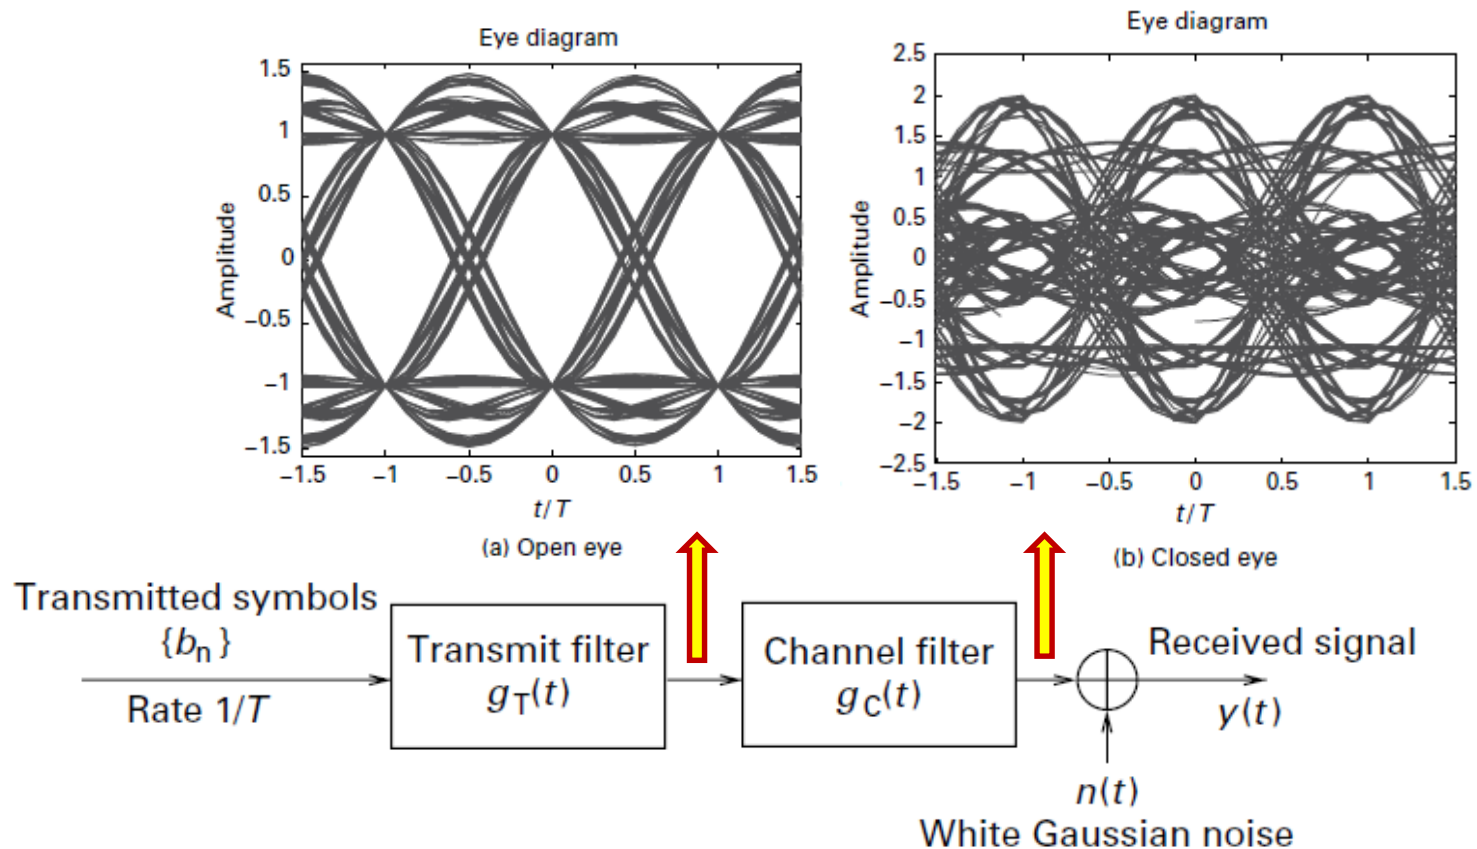 Eye diagram
1.5
1
0.5
0
−0.5
−1
−1.5
Amplitude
−1.5 −1 −0.5 0 0.5 1 1.5
t/T
(a) Open eye
Eye diagram
2.5
2
1.5
1
0.5
0
−0.5
−1
−1.5
−2
−2.5
Amplitude
−1.5 −1 −0.5 0 0.5 1 1.5
t/T
(b) Closed eye
Transmitted symbols
{bn}
Rate 1/T
Transmit filter
gT(t)
Channel filter
gC(t)
Received signal
y(t)
n(t)
White Gaussian noise